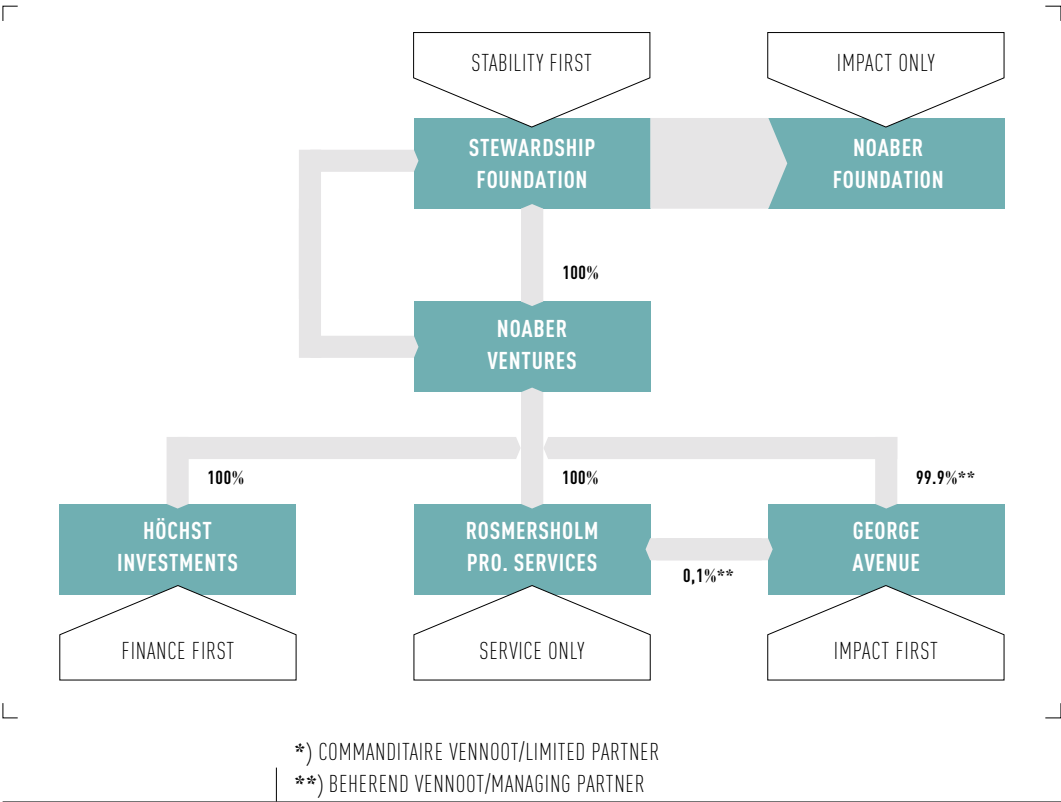 STABILITY FIRST
IMPACT ONLY
STEWARDSHIP
FOUNDATION
NOABER
FOUNDATION
100%
NOABER
VENTURES
100%
100%
99.9%**
HÖCHST
INVESTMENTS
ROSMERSHOLM
PRO. SERVICES
GEORGE
AVENUE
0,1%**
FINANCE FIRST
SERVICE ONLY
IMPACT FIRST
*) COMMANDITAIRE VENNOOT/LIMITED PARTNER
**) BEHEREND VENNOOT/MANAGING PARTNER